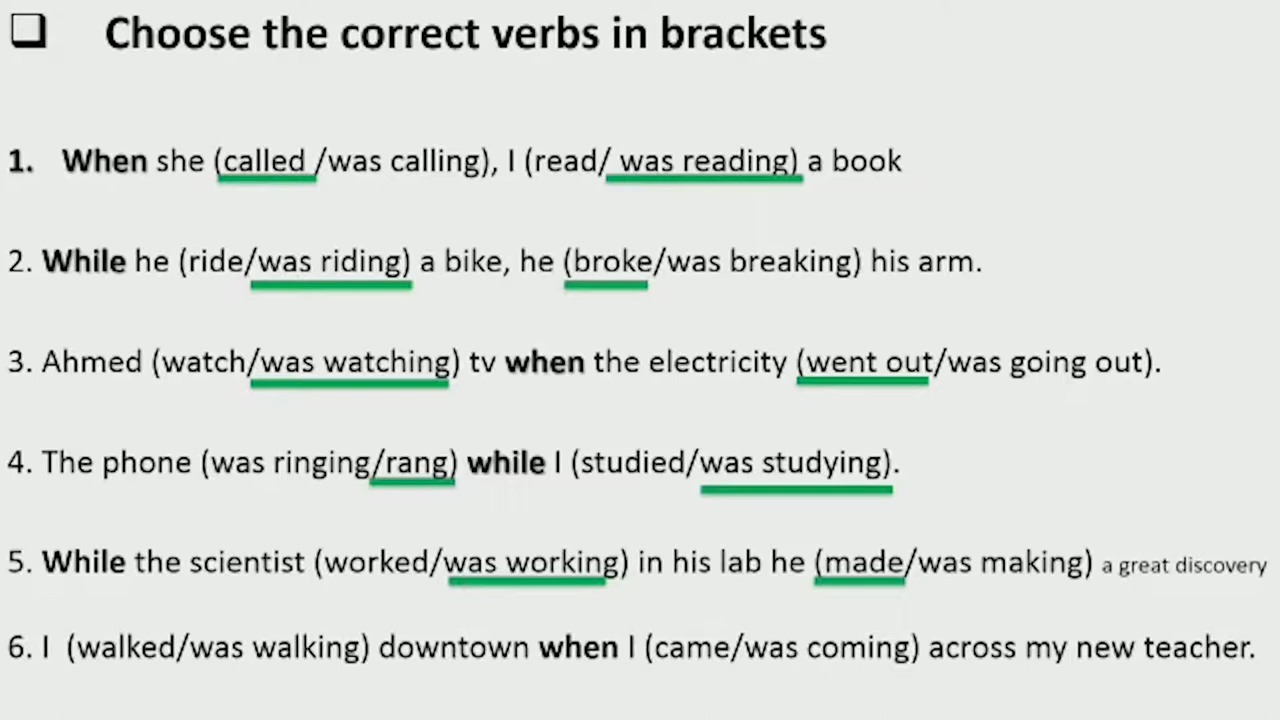 Choose the correct verbs in brackets
1. When she (called /was calling), I (read/ was reading) a book
2. While he (ride/was riding) a bike, he (broke/was breaking) his arm.
3. Ahmed (watch/was watching) tv when the electricity (went out/was going out).
4. The phone (was ringing/rang) while I (studied/was studying).
5. While the scientist (worked/was working) in his lab he (made/was making) a great discovery
6. I (walked/was walking) downtown when I (came/was coming) across my new teacher.